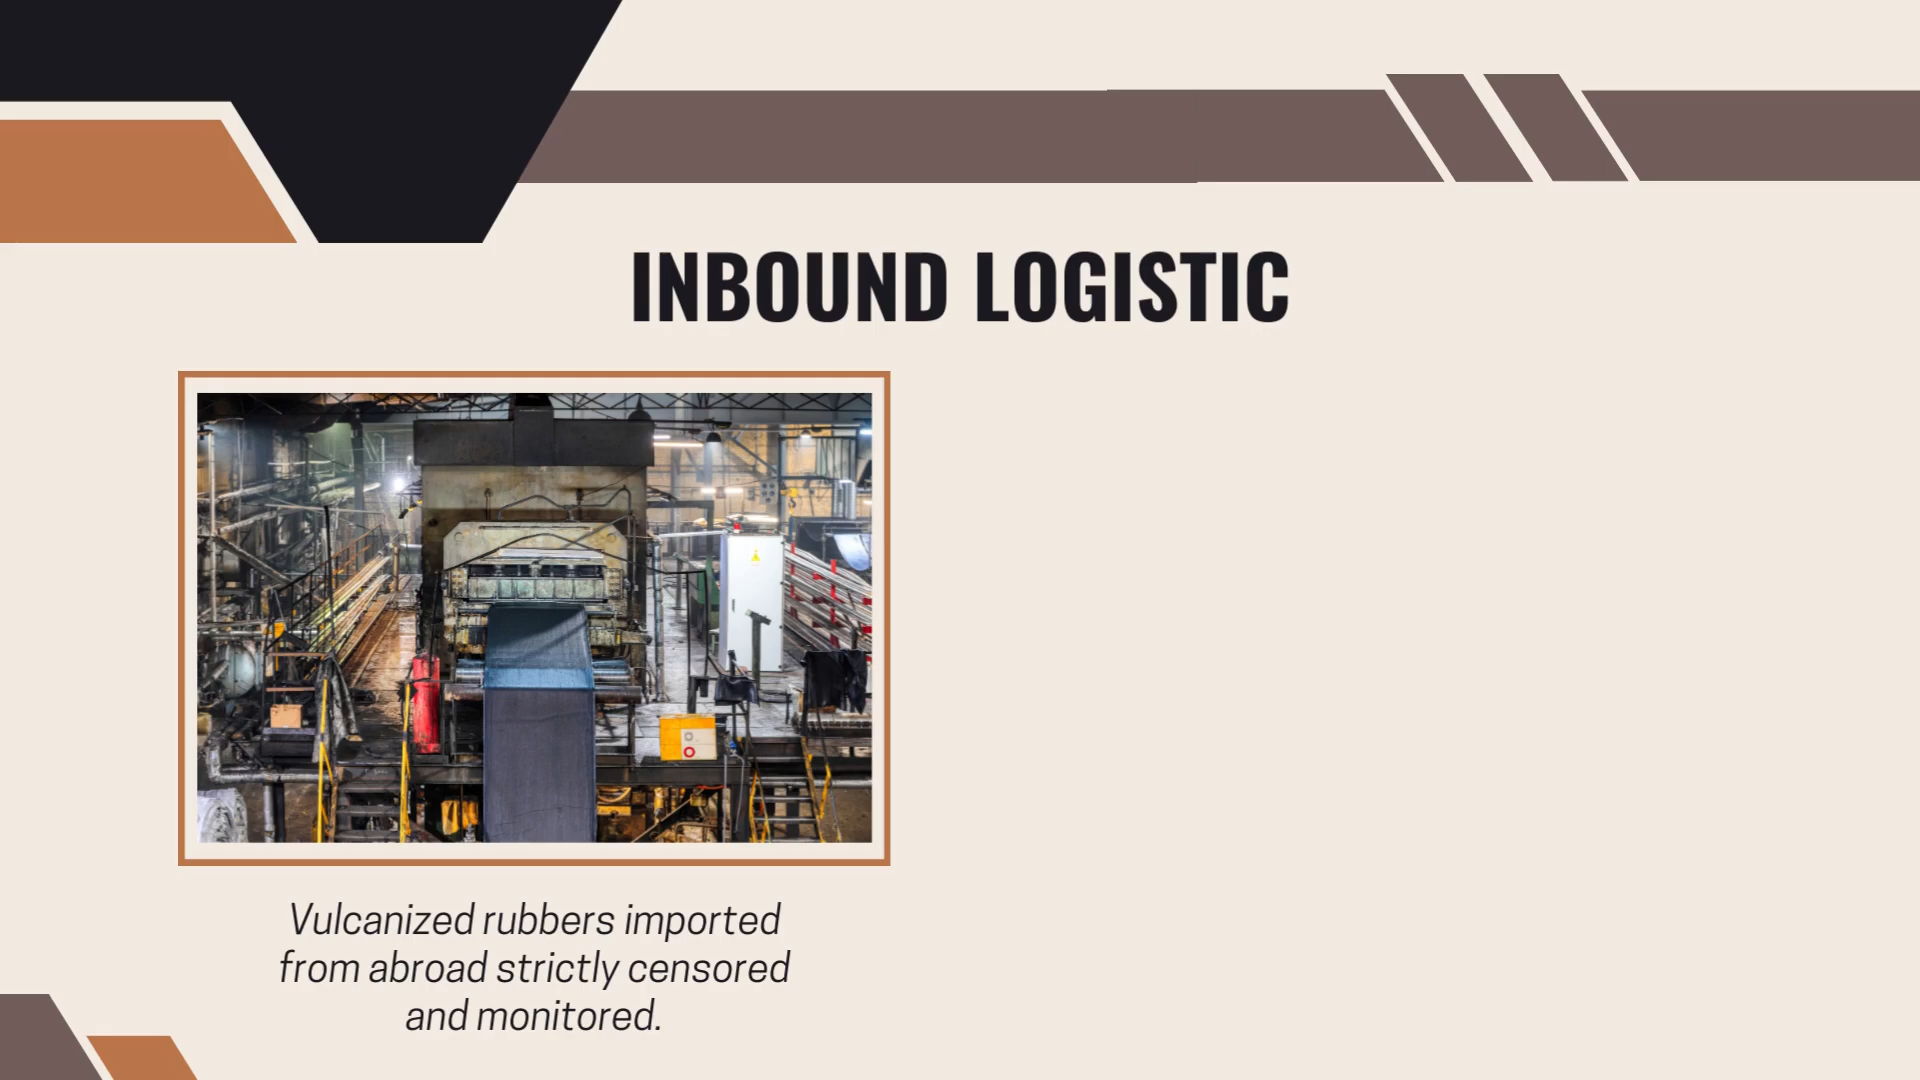 INBOUND LOGISTIC
Vulcanized rubbers imported
from abroad strictly censored
and monitored.